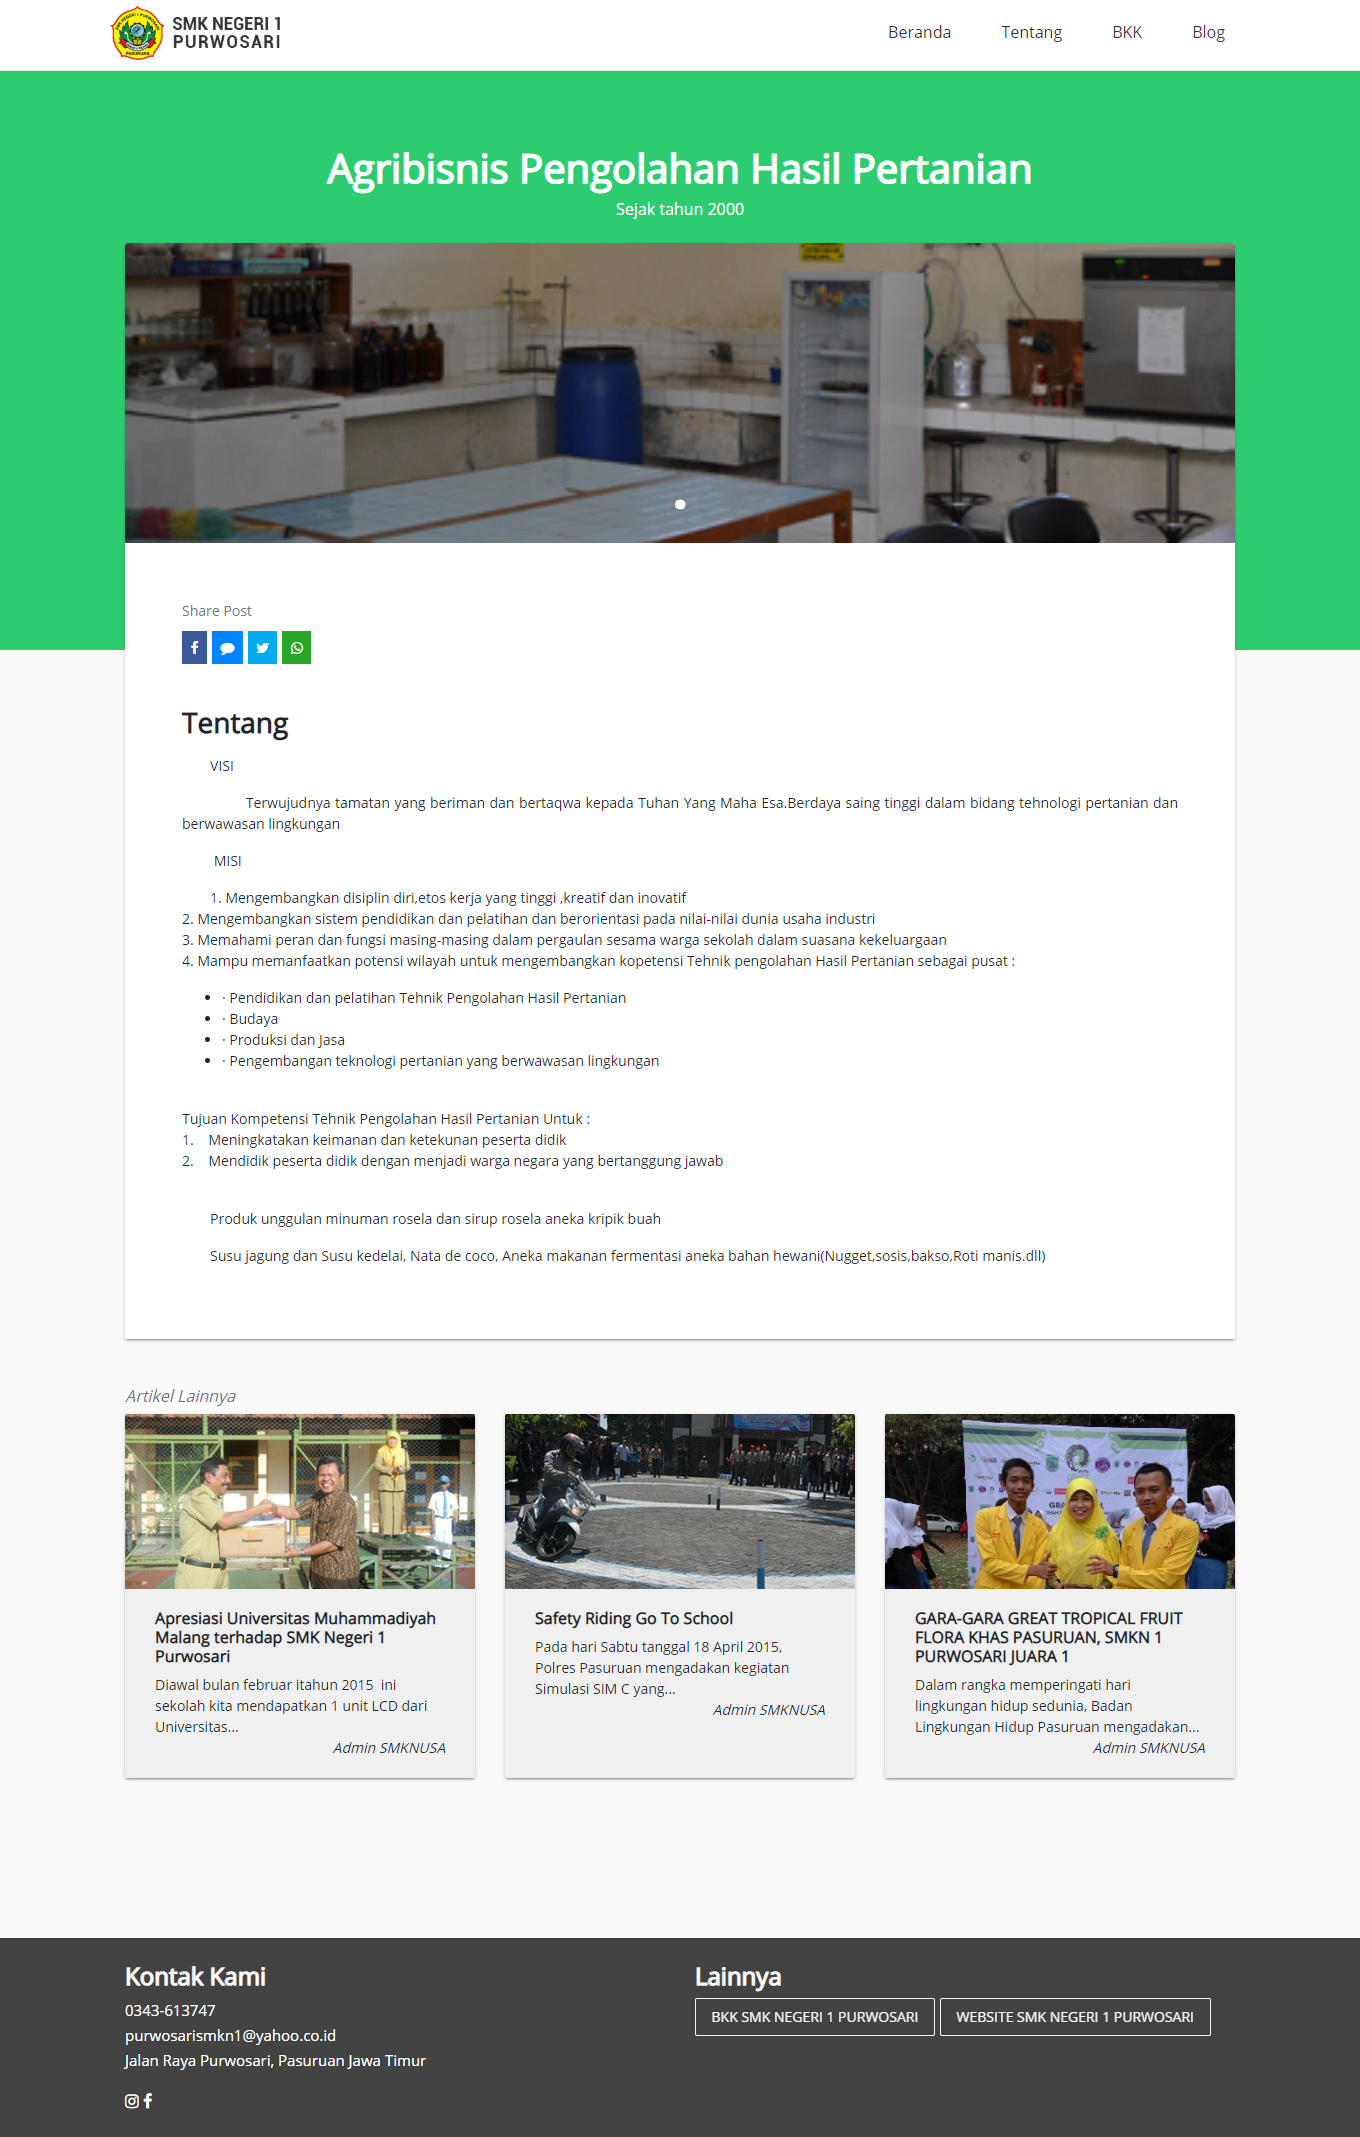 SMK NEGERI 1
PURWOSARI
Beranda
Tentang
BKK
Blog
Agribisnis Pengolahan Hasil Pertanian
Sejak tahun 2000
Share Post
Tentang
VISI
Terwujudnya tamatan yang beriman dan bertaqwa kepada Tuhan Yang Maha Esa.Berdaya saing tinggi dalam bidang tehnologi pertanian dan
berwawasan lingkungan
MISI
1. Mengembangkan disiplin diri,etos kerja yang tinggi ,kreatif dan inovatif
2. Mengembangkan sistem pendidikan dan pelatihan dan berorientasi pada nilai-nilai dunia usaha industri
3. Memahami peran dan fungsi masing-masing dalam pergaulan sesama warga sekolah dalam suasana kekeluargaan
4. Mampu memanfaatkan potensi wilayah untuk mengembangkan kopetensi Tehnik pengolahan Hasil Pertanian sebagai pusat :
• · Pendidikan dan pelatihan Tehnik Pengolahan Hasil Pertanian
• · Budaya
• · Produksi dan Jasa
• · Pengembangan teknologi pertanian yang berwawasan lingkungan
Tujuan Kompetensi Tehnik Pengolahan Hasil Pertanian Untuk :
1. Meningkatakan keimanan dan ketekunan peserta didik
2. Mendidik peserta didik dengan menjadi warga negara yang bertanggung jawab
Produk unggulan minuman rosela dan sirup rosela aneka kripik buah
Susu jagung dan Susu kedelai, Nata de coco, Aneka makanan fermentasi aneka bahan hewani(Nugget,sosis,bakso,Roti manis.dll)
Artikel Lainnya
Apresiasi Universitas Muhammadiyah
Malang terhadap SMK Negeri 1
Purwosari
Diawal bulan februar itahun 2015 ini
sekolah kita mendapatkan 1 unit LCD dari
Universitas...
Admin SMKNUSA
Safety Riding Go To School
Pada hari Sabtu tanggal 18 April 2015,
Polres Pasuruan mengadakan kegiatan
Simulasi SIM C yang...
Admin SMKNUSA
GARA-GARA GREAT TROPICAL FRUIT
FLORA KHAS PASURUAN, SMKN 1
PURWOSARI JUARA 1
Dalam rangka memperingati hari
lingkungan hidup sedunia, Badan
Lingkungan Hidup Pasuruan mengadakan...
Admin SMKNUSA
Kontak Kami
0343-613747
purwosarismkn1@yahoo.co.id
Jalan Raya Purwosari, Pasuruan Jawa Timur
Lainnya
BKK SMK NEGERI 1 PURWOSARI
WEBSITE SMK NEGERI 1 PURWOSARI